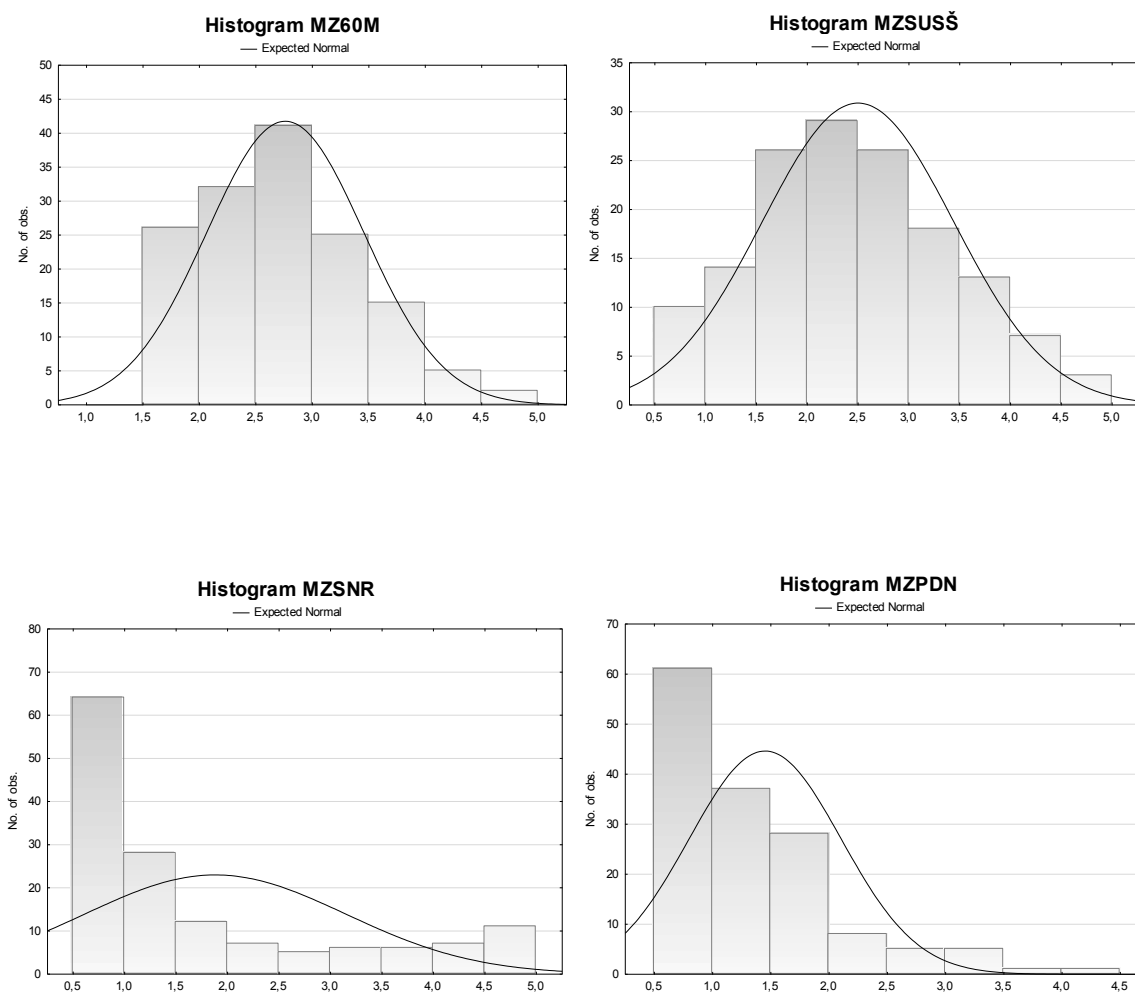 Histogram MZ60M
Expected Normal
50
45
40
35
30
25
20
15
10
5
0
No. of obs.
1,0 1,5 2,0 2,5 3,0 3,5 4,0 4,5 5,0
Histogram MZSUSŠ
Expected Normal
35
30
25
20
15
10
5
0
No. of obs.
0,5 1,0 1,5 2,0 2,5 3,0 3,5 4,0 4,5 5,0
Histogram MZSNR
Expected Normal
80
70
60
50
40
30
20
10
0
No. of obs.
0,5 1,0 1,5 2,0 2,5 3,0 3,5 4,0 4,5 5,0
Histogram MZPDN
Expected Normal
70
60
50
40
30
20
10
0
No. of obs.
0,5 1,0 1,5 2,0 2,5 3,0 3,5 4,0 4,5